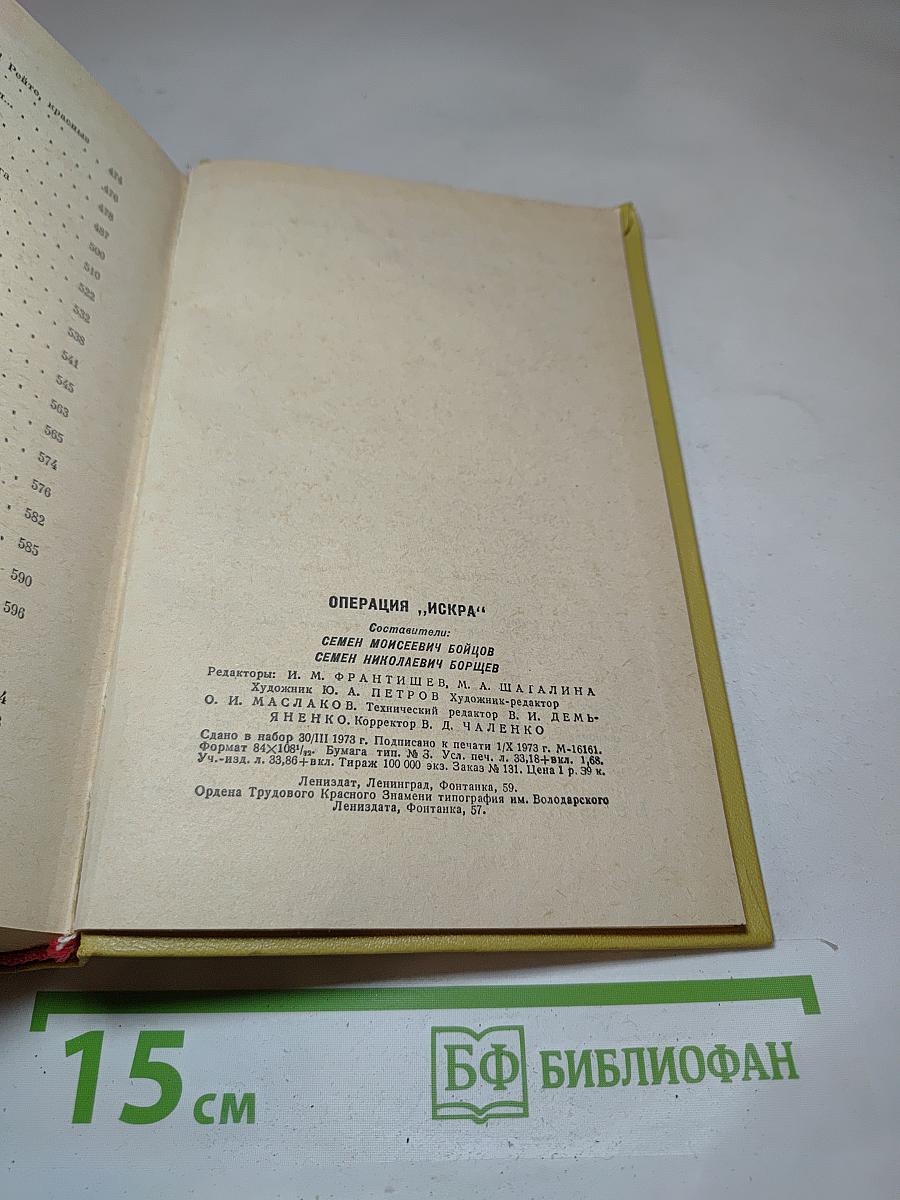 Рейто, красные
474
476
478
487
500
510
522
532
538
541
545
563
565
574
576
582
585
590
596
ОПЕРАЦИЯ „ИСКРА“
Составители:
СЕМЕН МОИСЕЕВИЧ БОЙЦОВ
СЕМЕН НИКОЛАЕВИЧ БОРЩЕВ
Редакторы: И. М. ФРАНТИШЕВ, М. А. ШАГАЛИНА
Художник Ю. А. ПЕТРОВ Художник-редактор
О. И. МАСЛАКОВ. Технический редактор В. И. ДЕМЬ-
ЯНЕНКО. Корректор В. Д. ЧАЛЕНКО
Сдано в набор 30/III 1973 г. Подписано к печати 1/X 1973 г. М-16161.
Формат 84×108¹/₃₂. Бумага тип. № 3. Усл. печ. л. 33,18+вкл. 1,68.
Уч.-изд. л. 33,86+вкл. Тираж 100 000 экз. Заказ № 131. Цена 1 р. 39 к.
Лениздат, Ленинград, Фонтанка, 59.
Ордена Трудового Красного Знамени типография им. Володарского
Лениздата, Фонтанка, 57.
15 см
БФ БИБЛИОФАН